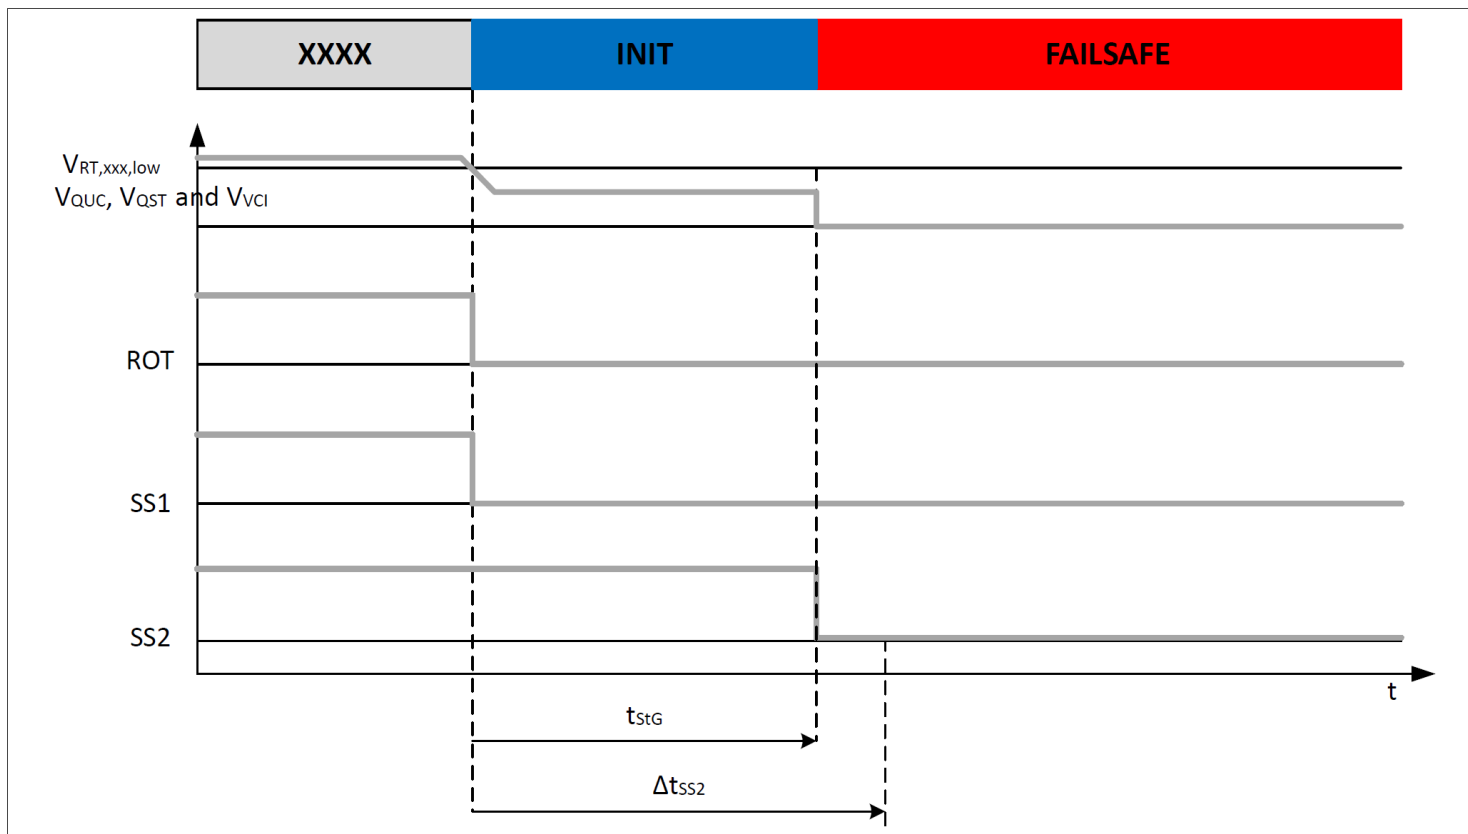 XXXX INIT FAILSAFE
VRT,xxx,low
VQUC, VQST and VVCI
ROT
SS1
SS2
t
tStG
ΔtSS2